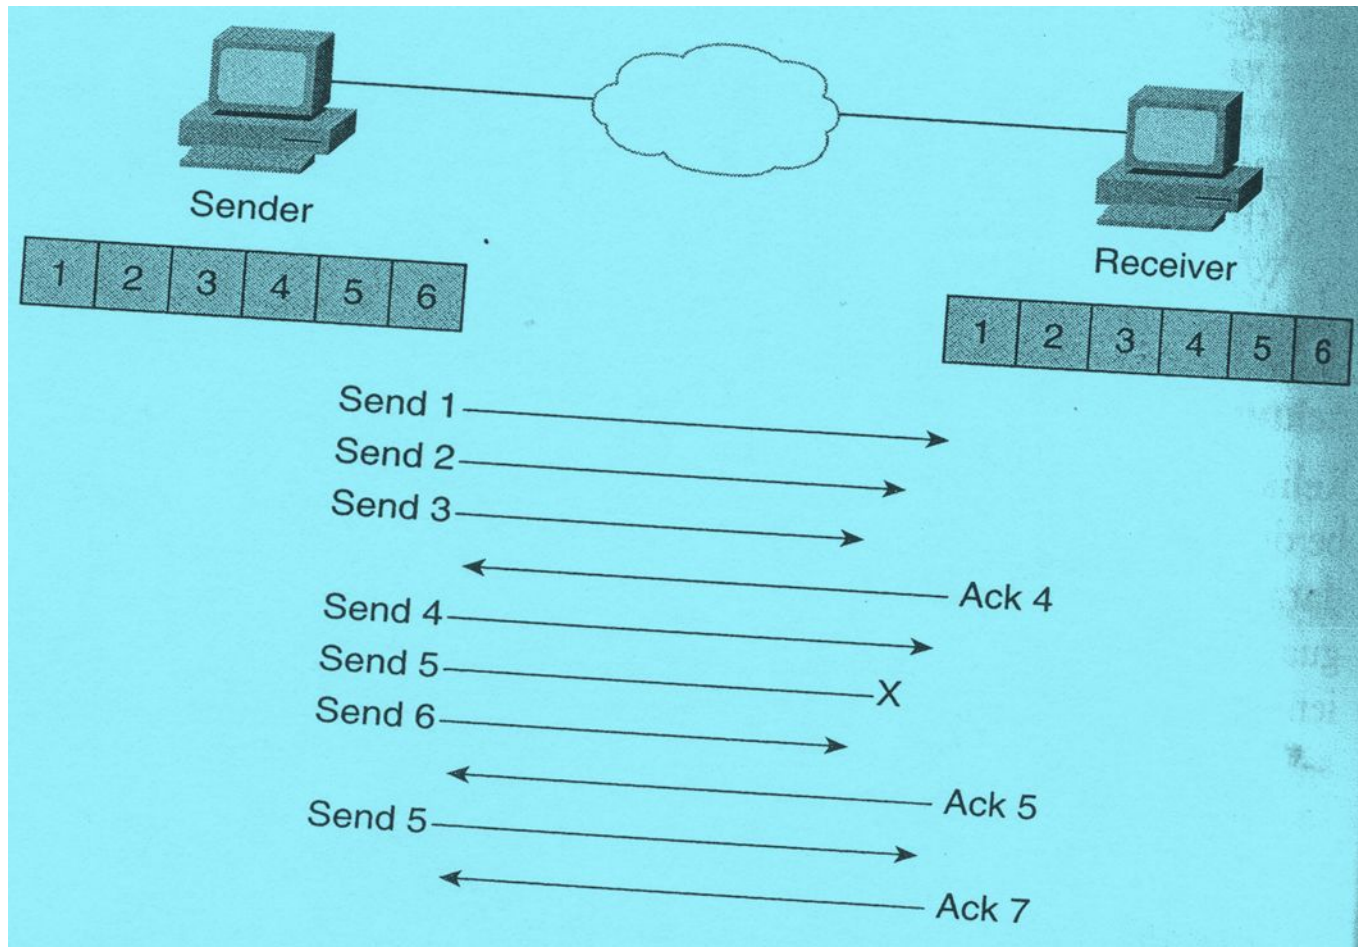 Sender
1 2 3 4 5 6
Receiver
1 2 3 4 5 6
Send 1
Send 2
Send 3
Ack 4
Send 4
Send 5
X
Send 6
Ack 5
Send 5
Ack 7